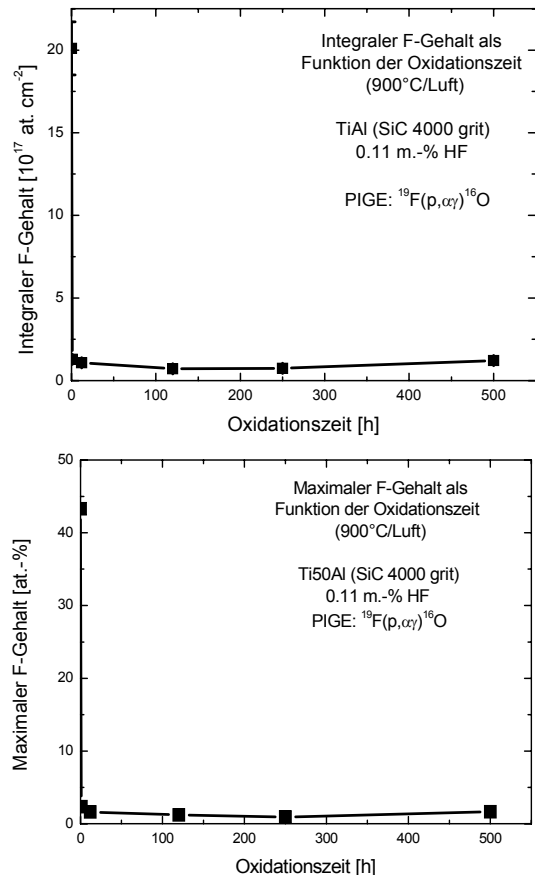 Integraler F-Gehalt als
Funktion der Oxidationszeit
(900°C/Luft)
TiAl (SiC 4000 grit)
0.11 m.-% HF
PIGE: ¹⁹F(p,αγ)¹⁶O
Integraler F-Gehalt [10¹⁷ at. cm⁻²]
20
15
10
5
0
0 100 200 300 400 500
Oxidationszeit [h]
Maximaler F-Gehalt als
Funktion der Oxidationszeit
(900°C/Luft)
Ti50Al (SiC 4000 grit)
0.11 m.-% HF
PIGE: ¹⁹F(p,αγ)¹⁶O
Maximaler F-Gehalt [at.-%]
50
40
30
20
10
0
0 100 200 300 400 500
Oxidationszeit [h]